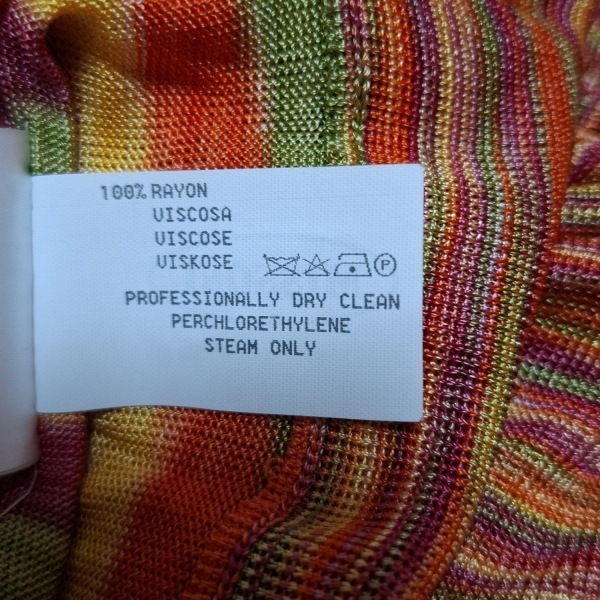 100% RAYON
VISCOSA
VISCOSE
VISKOSE
P
PROFESSIONALLY DRY CLEAN
PERCHLORETHYLENE
STEAM ONLY